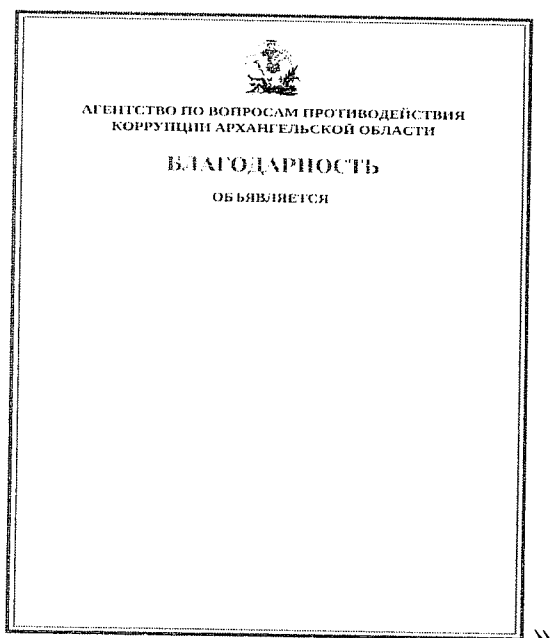 АГЕНТСТВО ПО ВОПРОСАМ ПРОТИВОДЕЙСТВИЯ
КОРРУПЦИИ АРХАНГЕЛЬСКОЙ ОБЛАСТИ
БЛАГОДАРНОСТЬ
ОБЪЯВЛЯЕТСЯ
»